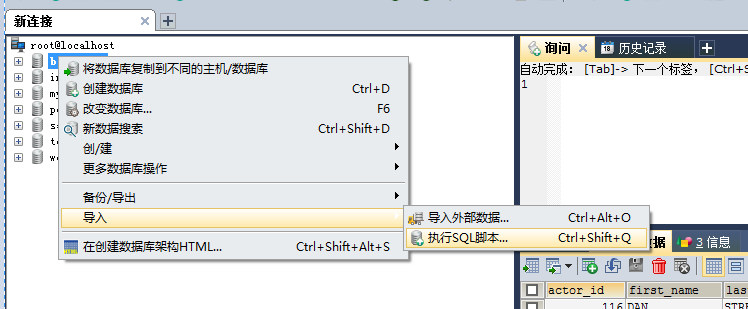 新连接
root@localhost
b
将数据库复制到不同的主机/数据库
创建数据库 Ctrl+D
改变数据库... F6
新数据搜索 Ctrl+Shift+D
创/建
更多数据库操作
备份/导出
导入
在创建数据库架构HTML... Ctrl+Shift+Alt+S
导入外部数据... Ctrl+Alt+O
执行SQL脚本... Ctrl+Shift+Q
询问
历史记录
自动完成: [Tab]-> 下一个标签, [Ctrl+S
1
数据
3 信息
actor_id first_name las
116 DAN STRE